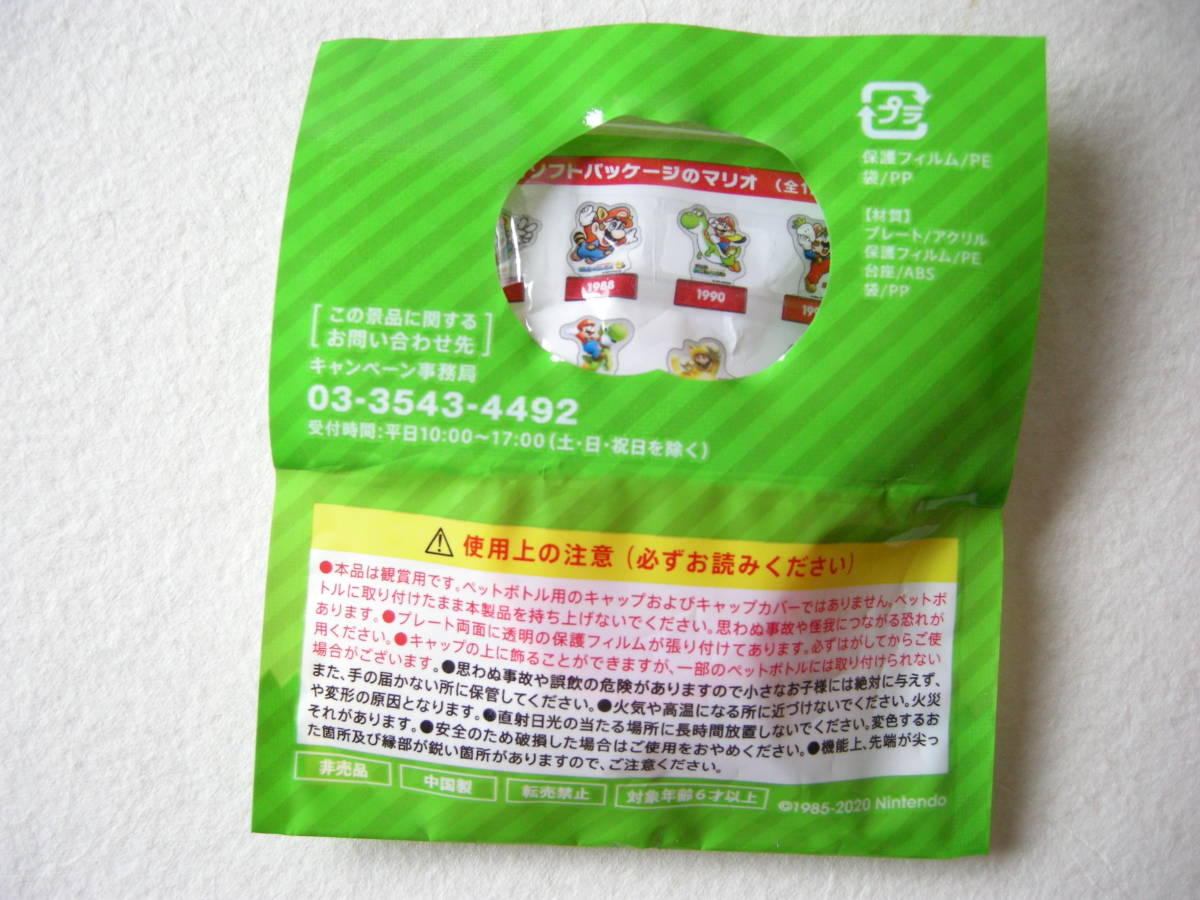 プラ
保護フィルム/PE
袋/PP
【材質】
プレート/アクリル
保護フィルム/PE
台座/ABS
袋/PP
ソフトパッケージのマリオ (全1
1988
1990
この景品に関する
お問い合わせ先
キャンペーン事務局
03-3543-4492
受付時間:平日10:00〜17:00(土・日・祝日を除く)
使用上の注意(必ずお読みください)
●本品は観賞用です。ペットボトル用のキャップおよびキャップカバーではありません。ペットボ
トルに取り付けたまま本製品を持ち上げないでください。思わぬ事故や怪我につながる恐れが
あります。●プレート両面に透明の保護フィルムが張り付けてあります。必ずはがしてからご使
用ください。●キャップの上に飾ることができますが、一部のペットボトルには取り付けられない
場合がございます。●思わぬ事故や誤飲の危険がありますので小さなお子様には絶対に与えず、
また、手の届かない所に保管してください。●火気や高温になる所に近づけないでください。火災
や変形の原因となります。●直射日光の当たる場所に長時間放置しないでください。変色するお
それがあります。●安全のため破損した場合はご使用をおやめください。●機能上、先端が尖っ
た箇所及び縁部が鋭い箇所がありますので、ご注意ください。
非売品 中国製 転売禁止 対象年齢6才以上 ©1985-2020 Nintendo